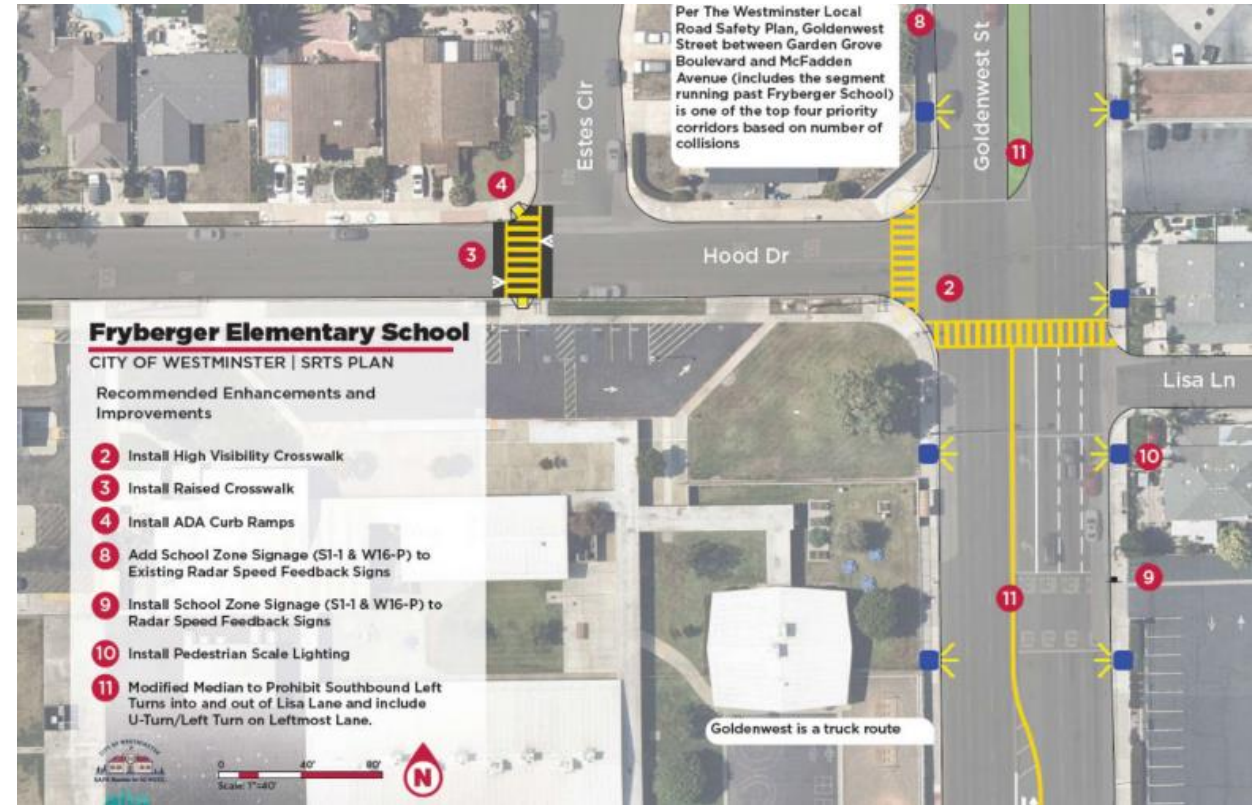 Per The Westminster Local
Road Safety Plan, Goldenwest
Street between Garden Grove
Boulevard and McFadden
Avenue (includes the segment
running past Fryberger School)
is one of the top four priority
corridors based on number of
collisions
8
Goldenwest St
11
Estes Cir
4
3
Hood Dr
2
Lisa Ln
10
9
11
Goldenwest is a truck route
Fryberger Elementary School
CITY OF WESTMINSTER | SRTS PLAN
Recommended Enhancements and
Improvements
2 Install High Visibility Crosswalk
3 Install Raised Crosswalk
4 Install ADA Curb Ramps
8 Add School Zone Signage (S1-1 & W16-P) to
Existing Radar Speed Feedback Signs
9 Install School Zone Signage (S1-1 & W16-P) to
Radar Speed Feedback Signs
10 Install Pedestrian Scale Lighting
11 Modified Median to Prohibit Southbound Left
Turns into and out of Lisa Lane and include
U-Turn/Left Turn on Leftmost Lane.
CITY OF WESTMINSTER
SAFE Routes to SCHOOL
0 40' 80'
Scale: 1"=40'
N